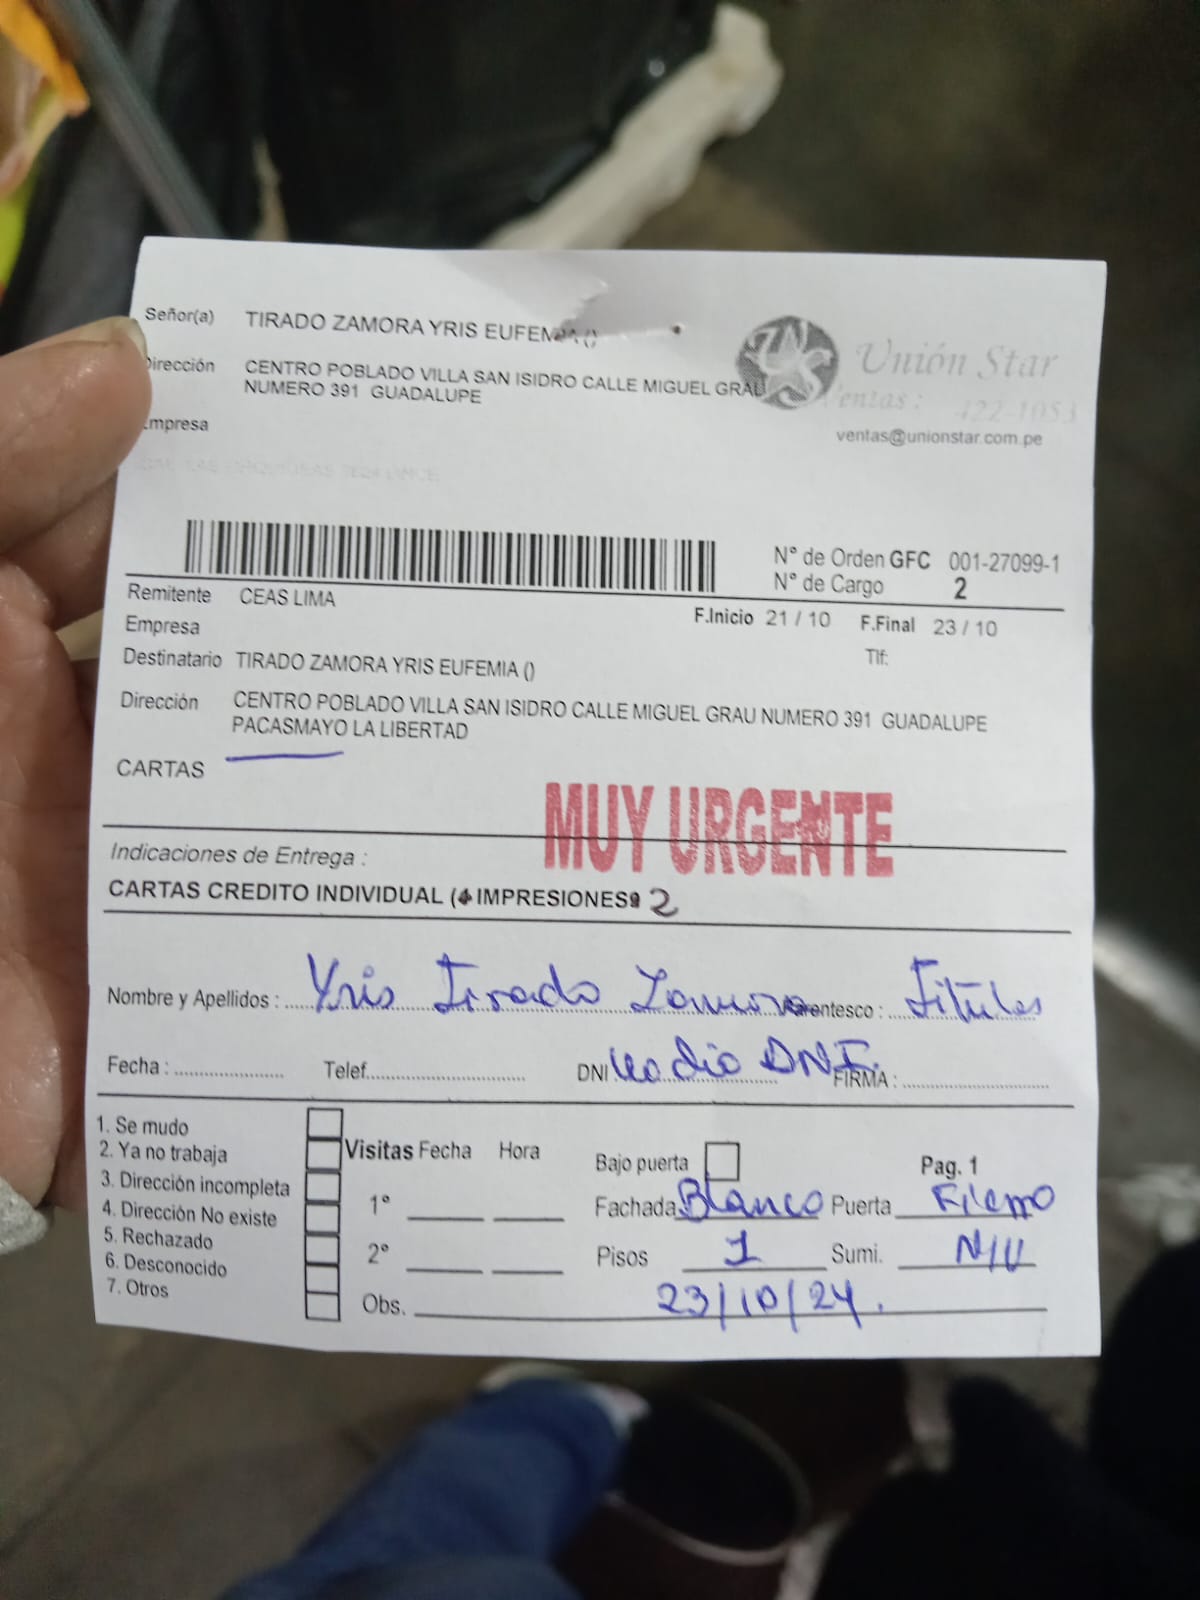 Señor(a) TIRADO ZAMORA YRIS EUFEMIA ()
Dirección CENTRO POBLADO VILLA SAN ISIDRO CALLE MIGUEL GRAU
NUMERO 391 GUADALUPE
Empresa
Unión Star
Ventas: 422-1053
ventas@unionstar.com.pe
N° de Orden GFC 001-27099-1
N° de Cargo 2
Remitente CEAS LIMA
F.Inicio 21 / 10 F.Final 23 / 10
Empresa
Tlf:
Destinatario TIRADO ZAMORA YRIS EUFEMIA ()
Dirección CENTRO POBLADO VILLA SAN ISIDRO CALLE MIGUEL GRAU NUMERO 391 GUADALUPE
PACASMAYO LA LIBERTAD
CARTAS
MUY URGENTE
Indicaciones de Entrega :
CARTAS CREDITO INDIVIDUAL ( IMPRESIONES 2
Nombre y Apellidos : Yris Tirado Zamora Parentesco :
Fecha : Telef. DNI No dio DNI. FIRMA :
1. Se mudo
2. Ya no trabaja
3. Dirección incompleta
4. Dirección No existe
5. Rechazado
6. Desconocido
7. Otros
Visitas Fecha Hora
1°
2°
Obs. 23/10/24.
Bajo puerta Pag. 1
Fachada Blanco Puerta
Pisos 1 Sumi. N/V